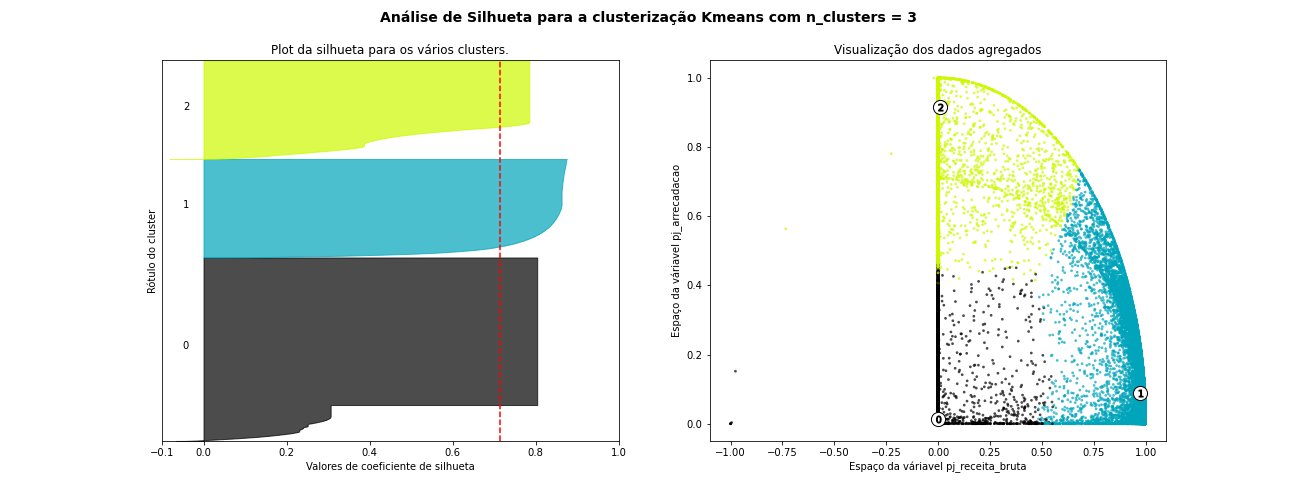 Análise de Silhueta para a clusterização Kmeans com n_clusters = 3
Plot da silhueta para os vários clusters.
2
1
0
Rótulo do cluster
−0.1 0.0 0.2 0.4 0.6 0.8 1.0
Valores de coeficiente de silhueta
Visualização dos dados agregados
1.0
0.8
0.6
0.4
0.2
0.0
Espaço da váriavel pj_arrecadacao
2
1
0
−1.00 −0.75 −0.50 −0.25 0.00 0.25 0.50 0.75 1.00
Espaço da váriavel pj_receita_bruta